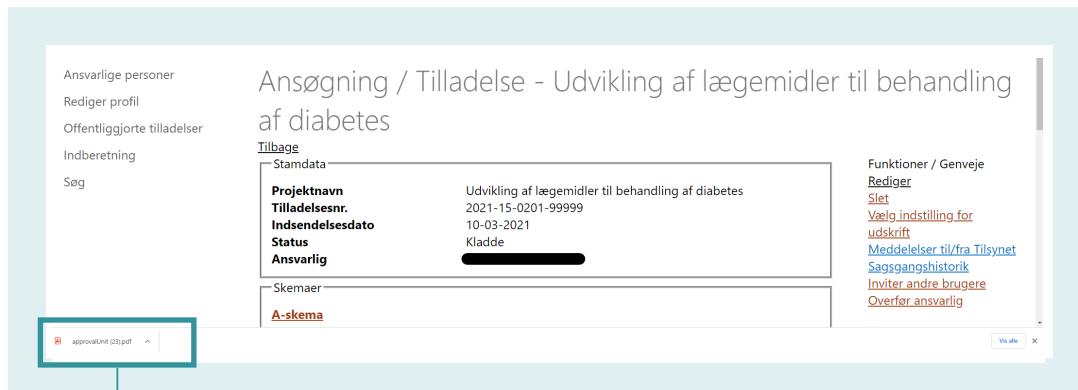 Ansvarlige personer
Rediger profil
Offentliggjorte tilladelser
Indberetning
Søg
Ansøgning / Tilladelse - Udvikling af lægemidler til behandling
af diabetes
Tilbage
Stamdata
Projektnavn Udvikling af lægemidler til behandling af diabetes
Tilladelsesnr. 2021-15-0201-99999
Indsendelsesdato 10-03-2021
Status Kladde
Ansvarlig
Skemaer
A-skema
Funktioner / Genveje
Rediger
Slet
Vælg indstilling for
udskrift
Meddelelser til/fra Tilsynet
Sagsgangshistorik
Inviter andre brugere
Overfør ansvarlig
approvalUnit (23).pdf
Vis alle